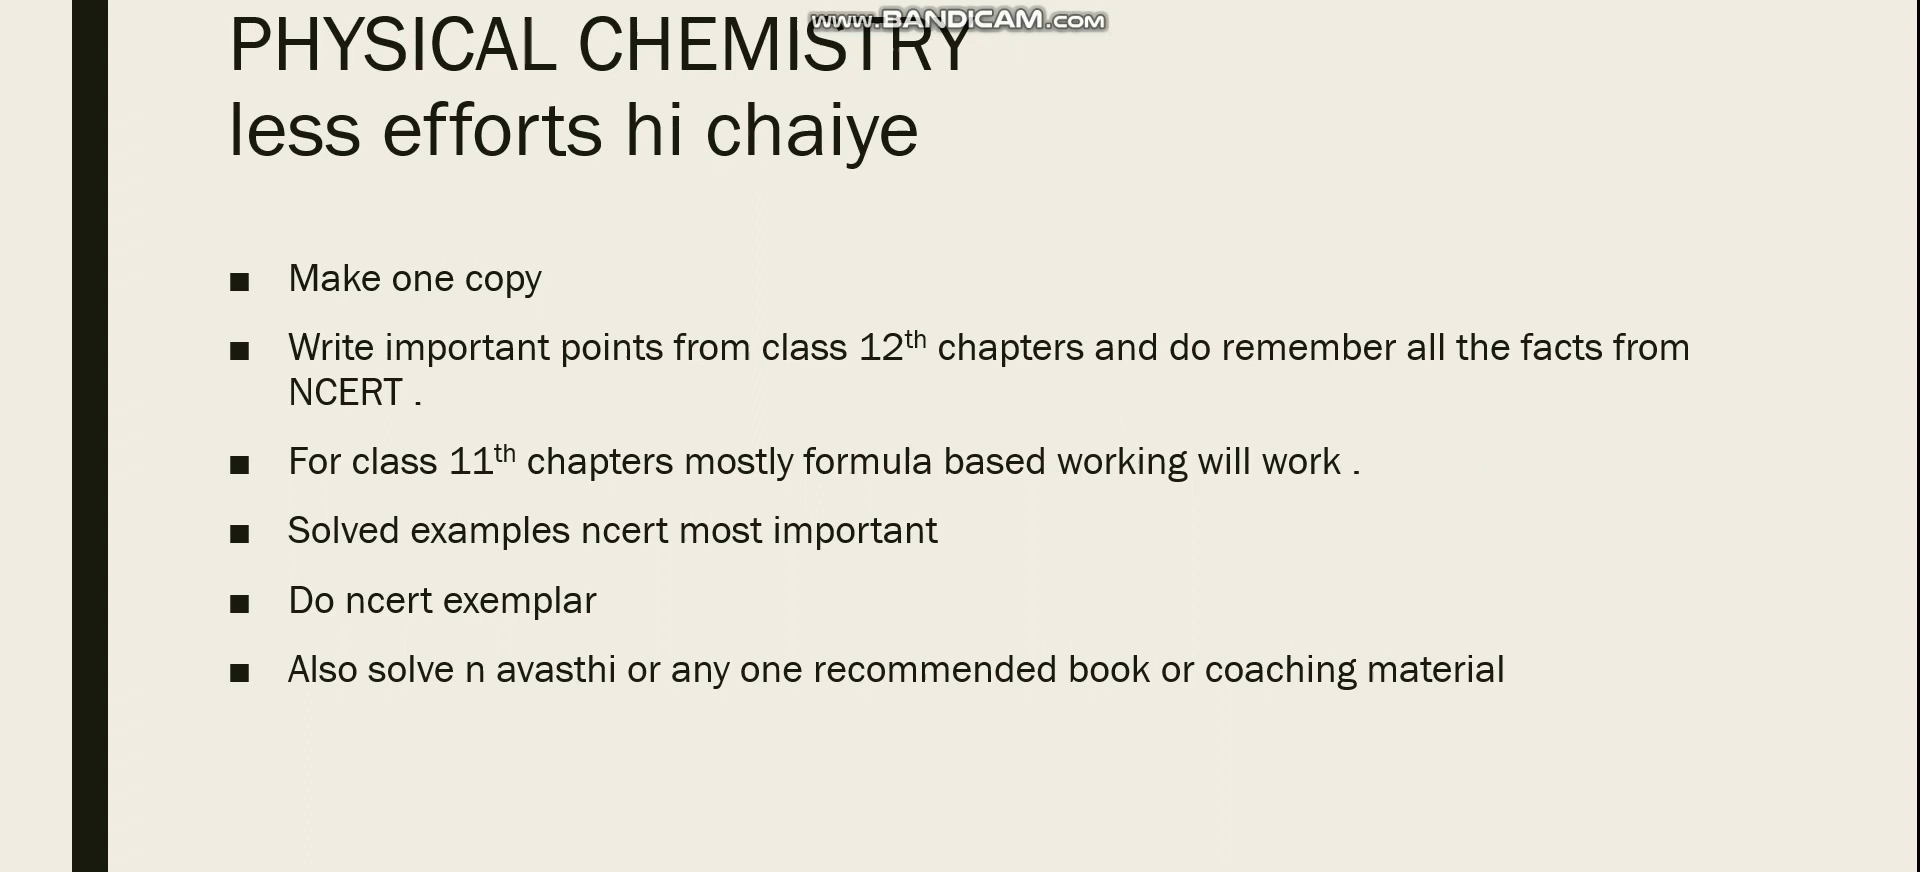 www.BANDICAM.com
PHYSICAL CHEMISTRY
less efforts hi chaiye
■ Make one copy
■ Write important points from class 12th chapters and do remember all the facts from
NCERT .
■ For class 11th chapters mostly formula based working will work .
■ Solved examples ncert most important
■ Do ncert exemplar
■ Also solve n avasthi or any one recommended book or coaching material